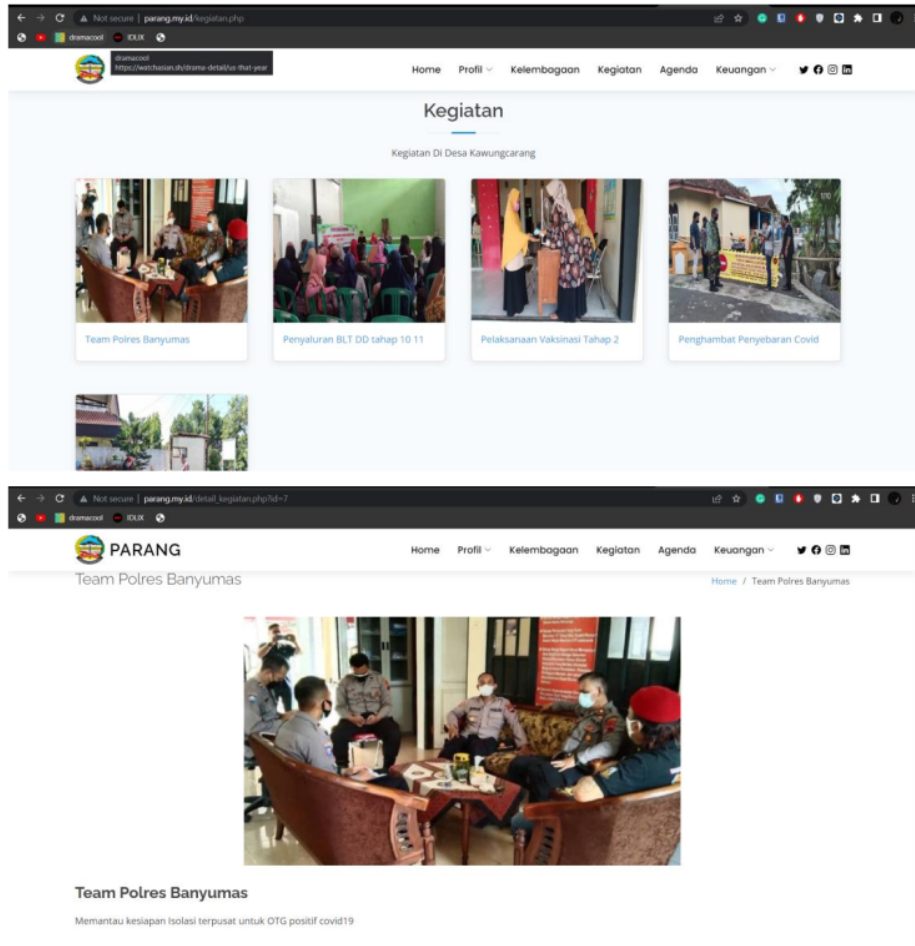 Not secure | parang.my.id/kegiatan.php
dramacool IDLIX
dramacool
https://watchasian.sh/drama-detail/us-that-year
Home Profil Kelembagaan Kegiatan Agenda Keuangan
Kegiatan
Kegiatan Di Desa Kawungcarang
Team Polres Banyumas
Penyaluran BLT DD tahap 10 11
Pelaksanaan Vaksinasi Tahap 2
Penghambat Penyebaran Covid
Not secure | parang.my.id/detail_kegiatan.php?id=7
dramacool IDLIX
PARANG Home Profil Kelembagaan Kegiatan Agenda Keuangan
Team Polres Banyumas Home / Team Polres Banyumas
Team Polres Banyumas
Memantau kesiapan Isolasi terpusat untuk OTG positif covid19